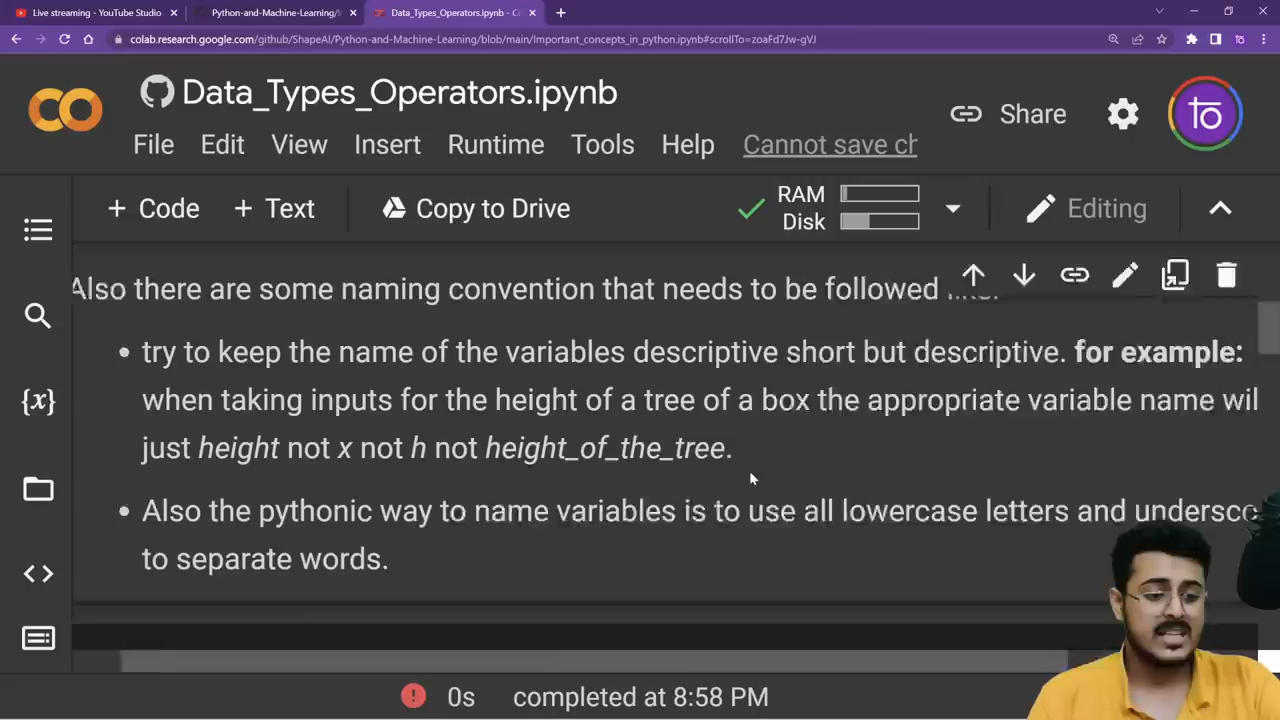 Live streaming - YouTube Studio
Python-and-Machine-Learning/
Data_Types_Operators.ipynb - C
colab.research.google.com/github/ShapeAI/Python-and-Machine-Learning/blob/main/Important_concepts_in_python.ipynb#scrollTo=zoaFd7Jw-gVJ
Data_Types_Operators.ipynb
Share
to
File Edit View Insert Runtime Tools Help Cannot save ch
+ Code + Text Copy to Drive
RAM
Disk
Editing
Also there are some naming convention that needs to be followed like:
• try to keep the name of the variables descriptive short but descriptive. for example:
when taking inputs for the height of a tree of a box the appropriate variable name wil
just height not x not h not height_of_the_tree.
• Also the pythonic way to name variables is to use all lowercase letters and undersco
to separate words.
{x}
<>
0s completed at 8:58 PM